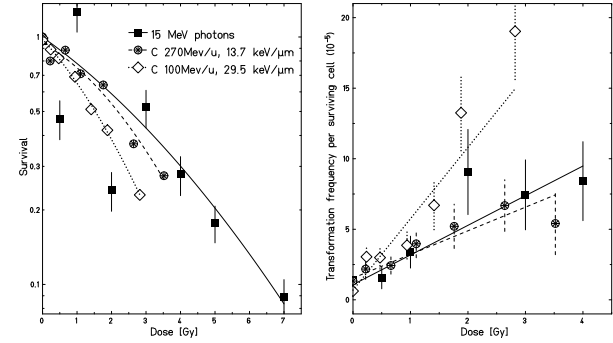 15 MeV photons
C 270Mev/u, 13.7 keV/μm
C 100Mev/u, 29.5 keV/μm
Survival
1
0.7
0.5
0.3
0.2
0.1
0 1 2 3 4 5 6 7
Dose [Gy]
Transformation frequency per surviving cell (10⁻⁵)
20
15
10
5
0
0 1 2 3 4
Dose [Gy]